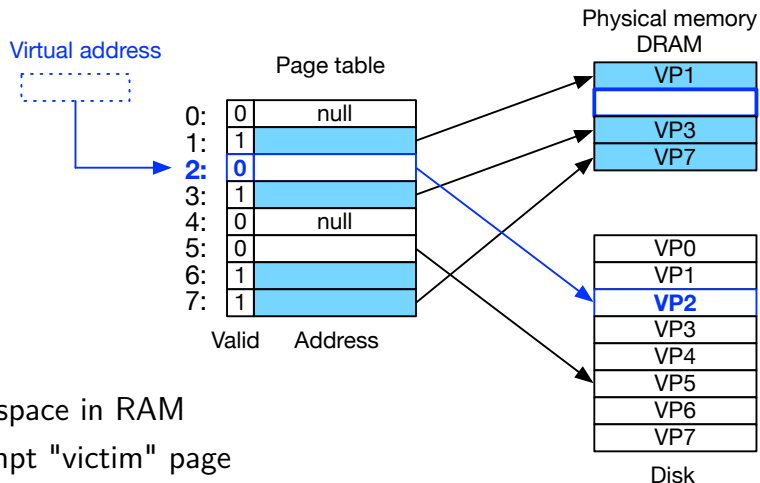 Physical memory
DRAM
Virtual address
Page table
VP1
VP3
VP7
0: 0 null
1: 1
2: 0
3: 1
4: 0 null
5: 0
6: 1
7: 1
Valid Address
VP0
VP1
VP2
VP3
VP4
VP5
VP6
VP7
Disk
space in RAM
mpt "victim" page